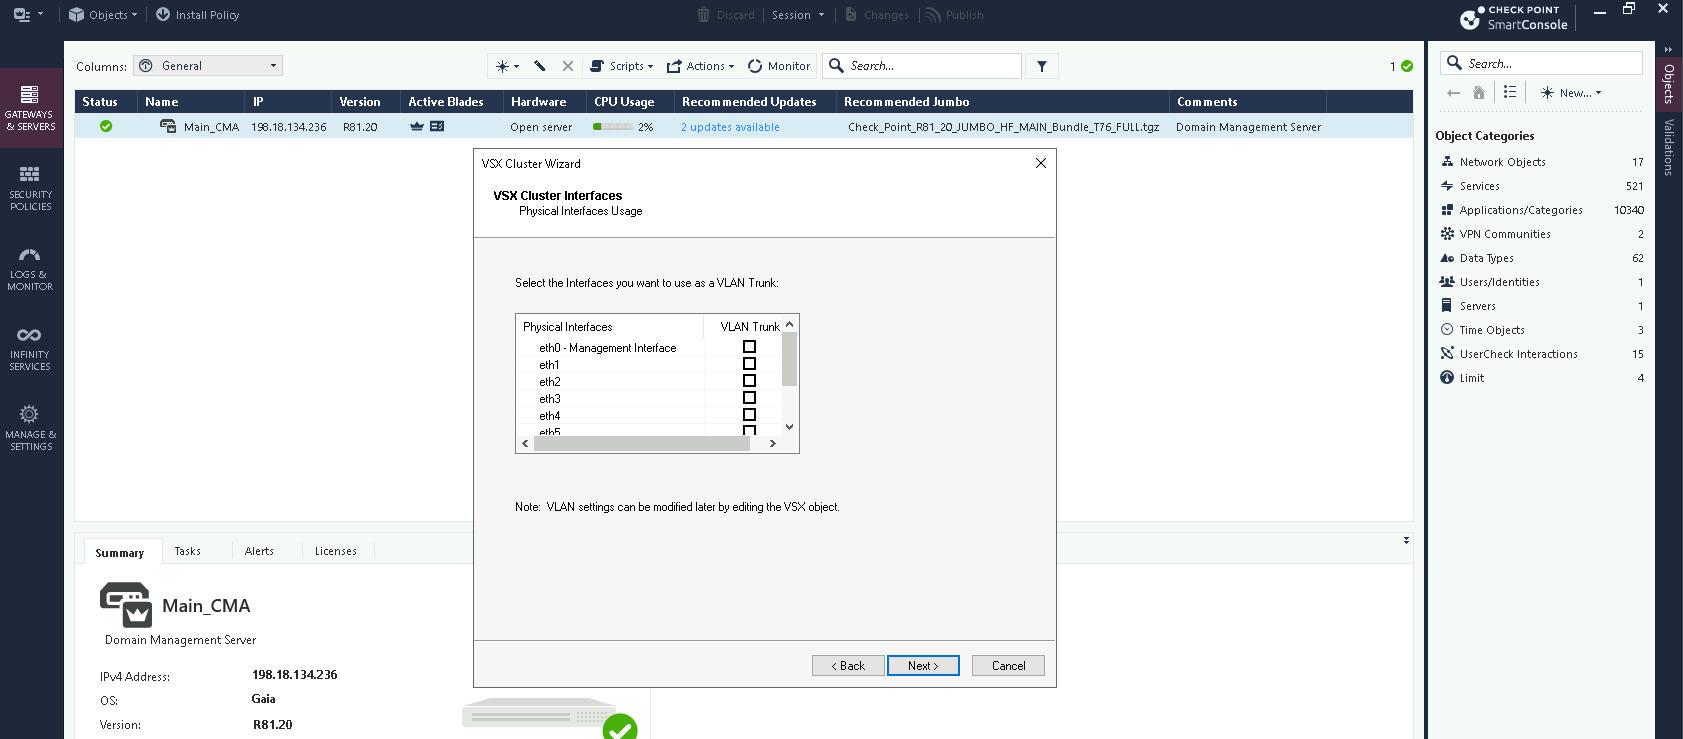 Objects
Install Policy
Discard
Session
Changes
Publish
CHECK POINT
SmartConsole
GATEWAYS
& SERVERS
SECURITY
POLICIES
LOGS &
MONITOR
INFINITY
SERVICES
MANAGE &
SETTINGS
Columns:
General
Scripts
Actions
Monitor
Search...
1
Status
Name
IP
Version
Active Blades
Hardware
CPU Usage
Recommended Updates
Recommended Jumbo
Comments
Main_CMA
198.18.134.236
R81.20
Open server
2%
2 updates available
Check_Point_R81_20_JUMBO_HF_MAIN_Bundle_T76_FULL.tgz
Domain Management Server
VSX Cluster Wizard
VSX Cluster Interfaces
Physical Interfaces Usage
Select the Interfaces you want to use as a VLAN Trunk:
Physical Interfaces
VLAN Trunk
eth0 - Management Interface
eth1
eth2
eth3
eth4
eth5
Note: VLAN settings can be modified later by editing the VSX object.
< Back
Next >
Cancel
Summary
Tasks
Alerts
Licenses
Main_CMA
Domain Management Server
IPv4 Address:
198.18.134.236
OS:
Gaia
Version:
R81.20
Search...
New...
Object Categories
Network Objects 17
Services 521
Applications/Categories 10340
VPN Communities 2
Data Types 62
Users/Identities 1
Servers 1
Time Objects 3
UserCheck Interactions 15
Limit 4
Objects
Validations